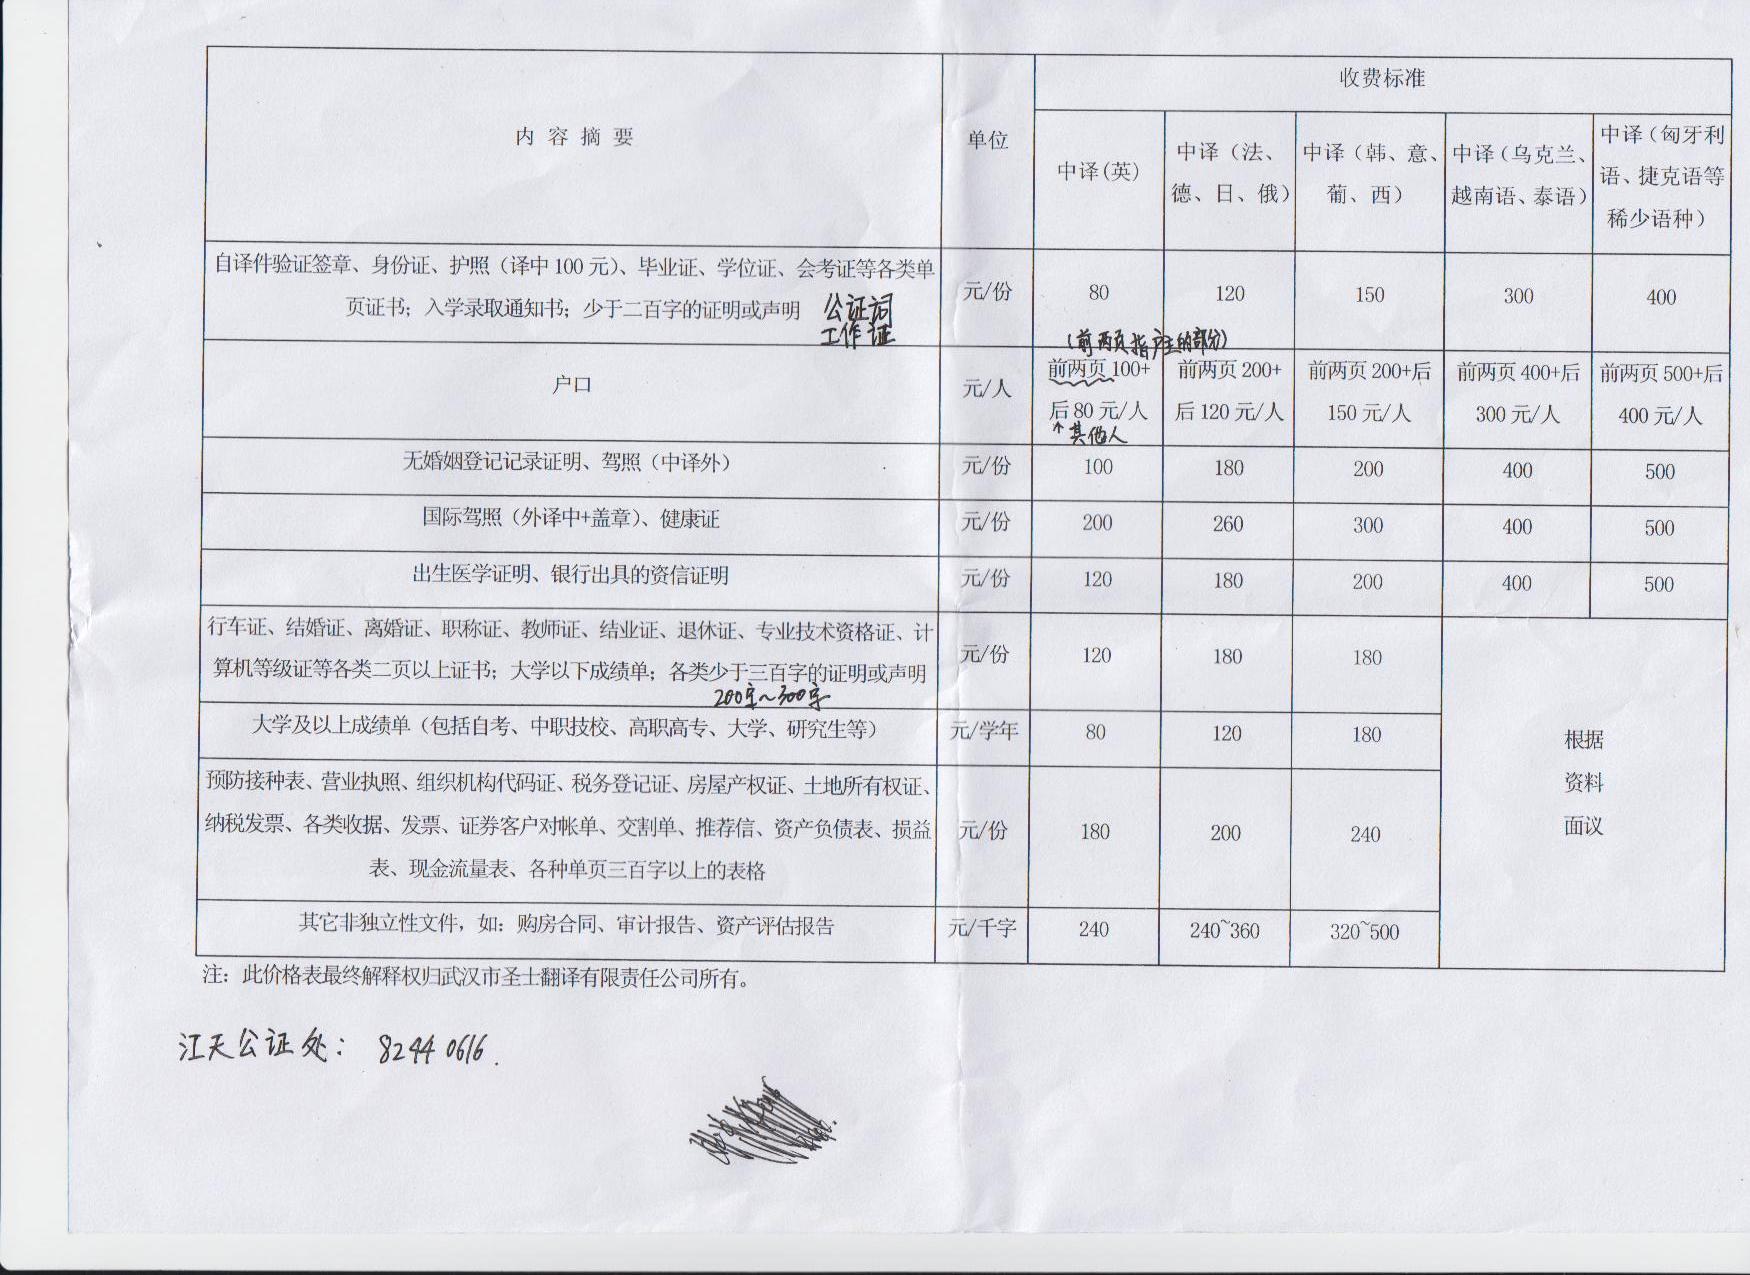 收费标准
内 容 摘 要
单位
中译(英)
中译（法、
德、日、俄）
中译（韩、意、
葡、西）
中译（乌克兰、
越南语、泰语）
中译（匈牙利
语、捷克语等
稀少语种）
自译件验证签章、身份证、护照（译中 100 元）、毕业证、学位证、会考证等各类单
页证书；入学录取通知书；少于二百字的证明或声明
公证词
工作证
元/份
80
120
150
300
400
（前两页指户主的部分）
户口
元/人
前两页 100+
后 80 元/人
↑其他人
前两页 200+
后 120 元/人
前两页 200+后
150 元/人
前两页 400+后
300 元/人
前两页 500+后
400 元/人
无婚姻登记记录证明、驾照（中译外）
元/份
100
180
200
400
500
国际驾照（外译中+盖章）、健康证
元/份
200
260
300
400
500
出生医学证明、银行出具的资信证明
元/份
120
180
200
400
500
行车证、结婚证、离婚证、职称证、教师证、结业证、退休证、专业技术资格证、计
算机等级证等各类二页以上证书；大学以下成绩单；各类少于三百字的证明或声明
200字～300字
元/份
120
180
180
大学及以上成绩单（包括自考、中职技校、高职高专、大学、研究生等）
元/学年
80
120
180
根据
资料
面议
预防接种表、营业执照、组织机构代码证、税务登记证、房屋产权证、土地所有权证、
纳税发票、各类收据、发票、证券客户对帐单、交割单、推荐信、资产负债表、损益
表、现金流量表、各种单页三百字以上的表格
元/份
180
200
240
其它非独立性文件，如：购房合同、审计报告、资产评估报告
元/千字
240
240~360
320~500
注：此价格表最终解释权归武汉市圣士翻译有限责任公司所有。
江天公证处： 8244 0616.